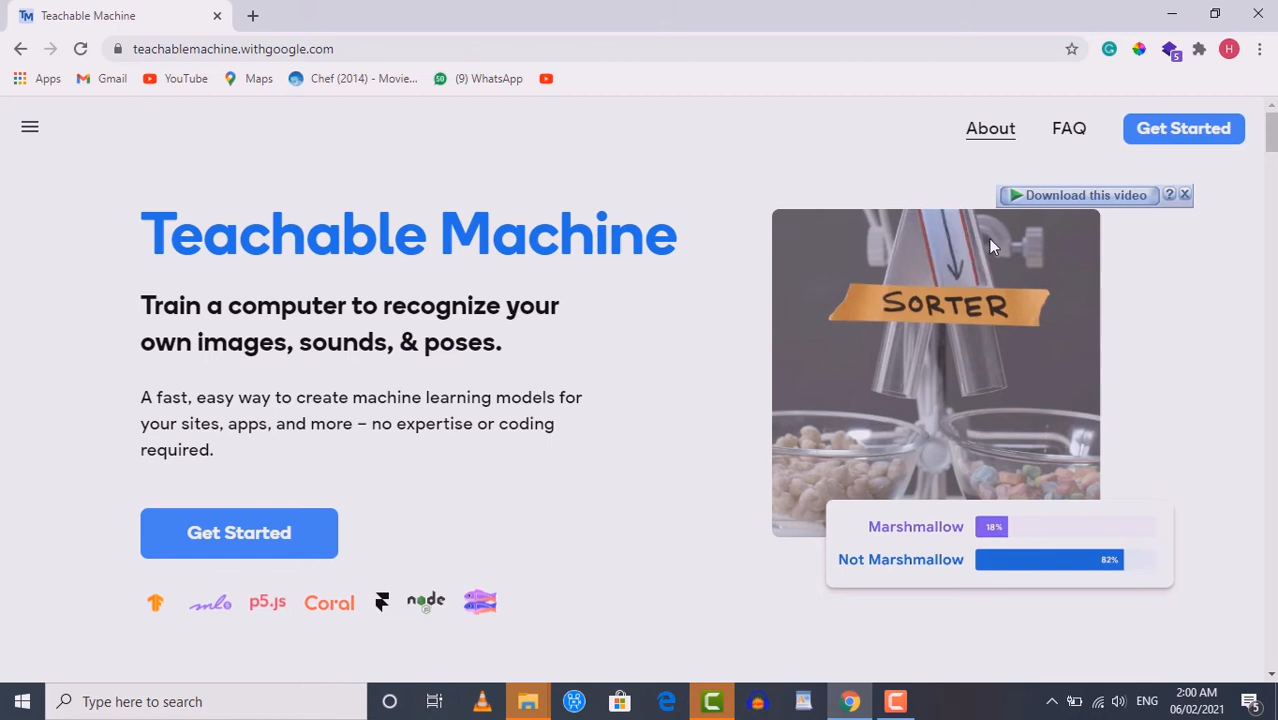 Teachable Machine
teachablemachine.withgoogle.com
Apps Gmail YouTube Maps Chef (2014) - Movie... (9) WhatsApp
About FAQ Get Started
Download this video ?
Teachable Machine
Train a computer to recognize your
own images, sounds, & poses.
A fast, easy way to create machine learning models for
your sites, apps, and more – no expertise or coding
required.
Get Started
SORTER
Marshmallow 18%
Not Marshmallow 82%
ml5 p5.js Coral node
Type here to search
ENG
2:00 AM
06/02/2021